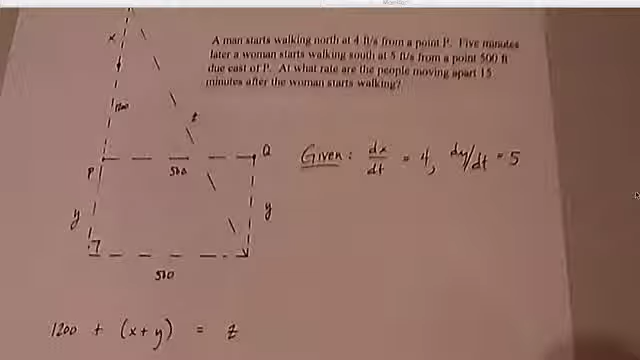 A man starts walking north at 4 ft/s from a point P. Five minutes
later a woman starts walking south at 5 ft/s from a point 500 ft
due east of P. At what rate are the people moving apart 15
minutes after the woman starts walking?
x
1200
z
P
Q
500
Given: dx/dt = 4, dy/dt = 5
y
y
500
1200 + (x+y) = z